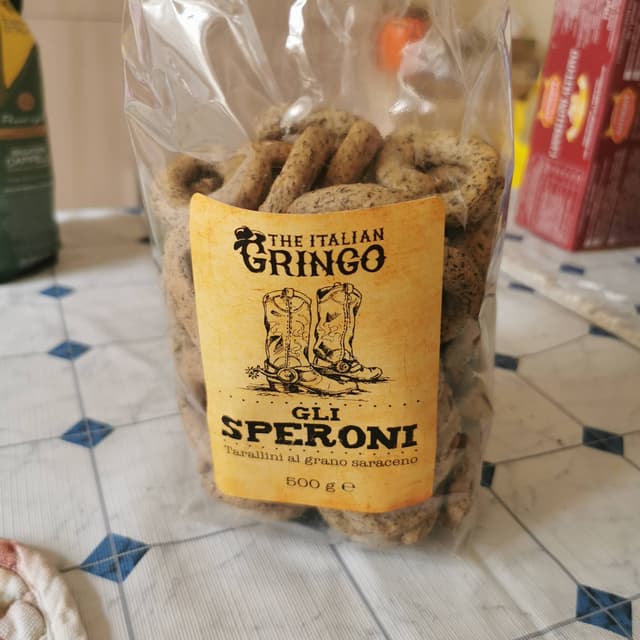 THE ITALIAN
GRINGO
GLI
SPERONI
Tarallini al grano saraceno
500 g e